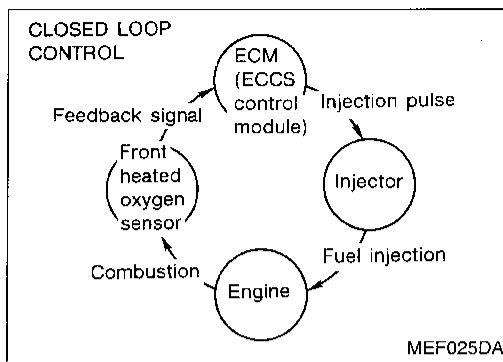 CLOSED LOOP
CONTROL
ECM
(ECCS
control
module)
Injection pulse
Injector
Fuel injection
Engine
Combustion
Front
heated
oxygen
sensor
Feedback signal
MEF025DA